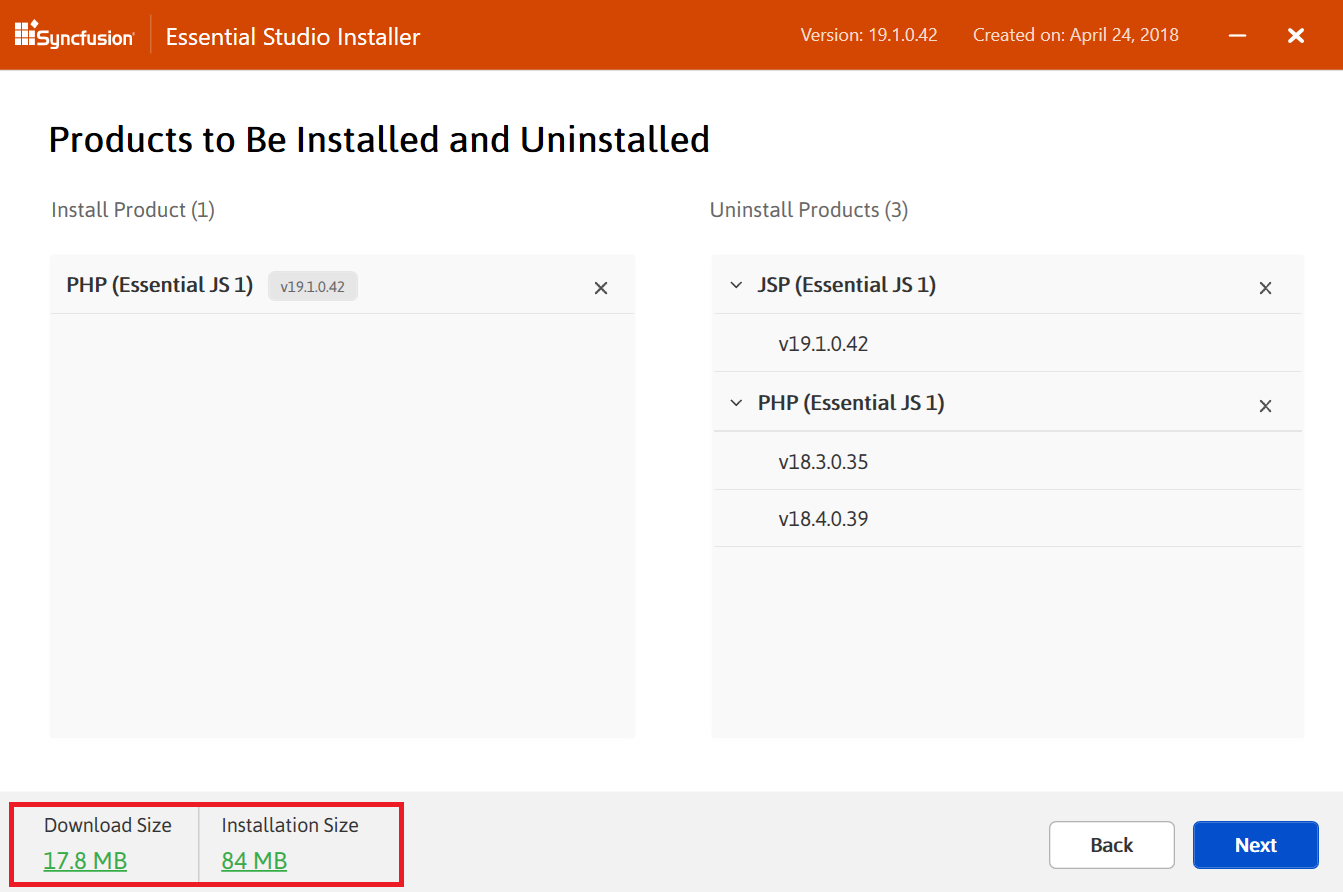 Syncfusion
Essential Studio Installer
Version: 19.1.0.42
Created on: April 24, 2018
Products to Be Installed and Uninstalled
Install Product (1)
PHP (Essential JS 1) v19.1.0.42
Uninstall Products (3)
JSP (Essential JS 1)
v19.1.0.42
PHP (Essential JS 1)
v18.3.0.35
v18.4.0.39
Download Size
17.8 MB
Installation Size
84 MB
Back
Next